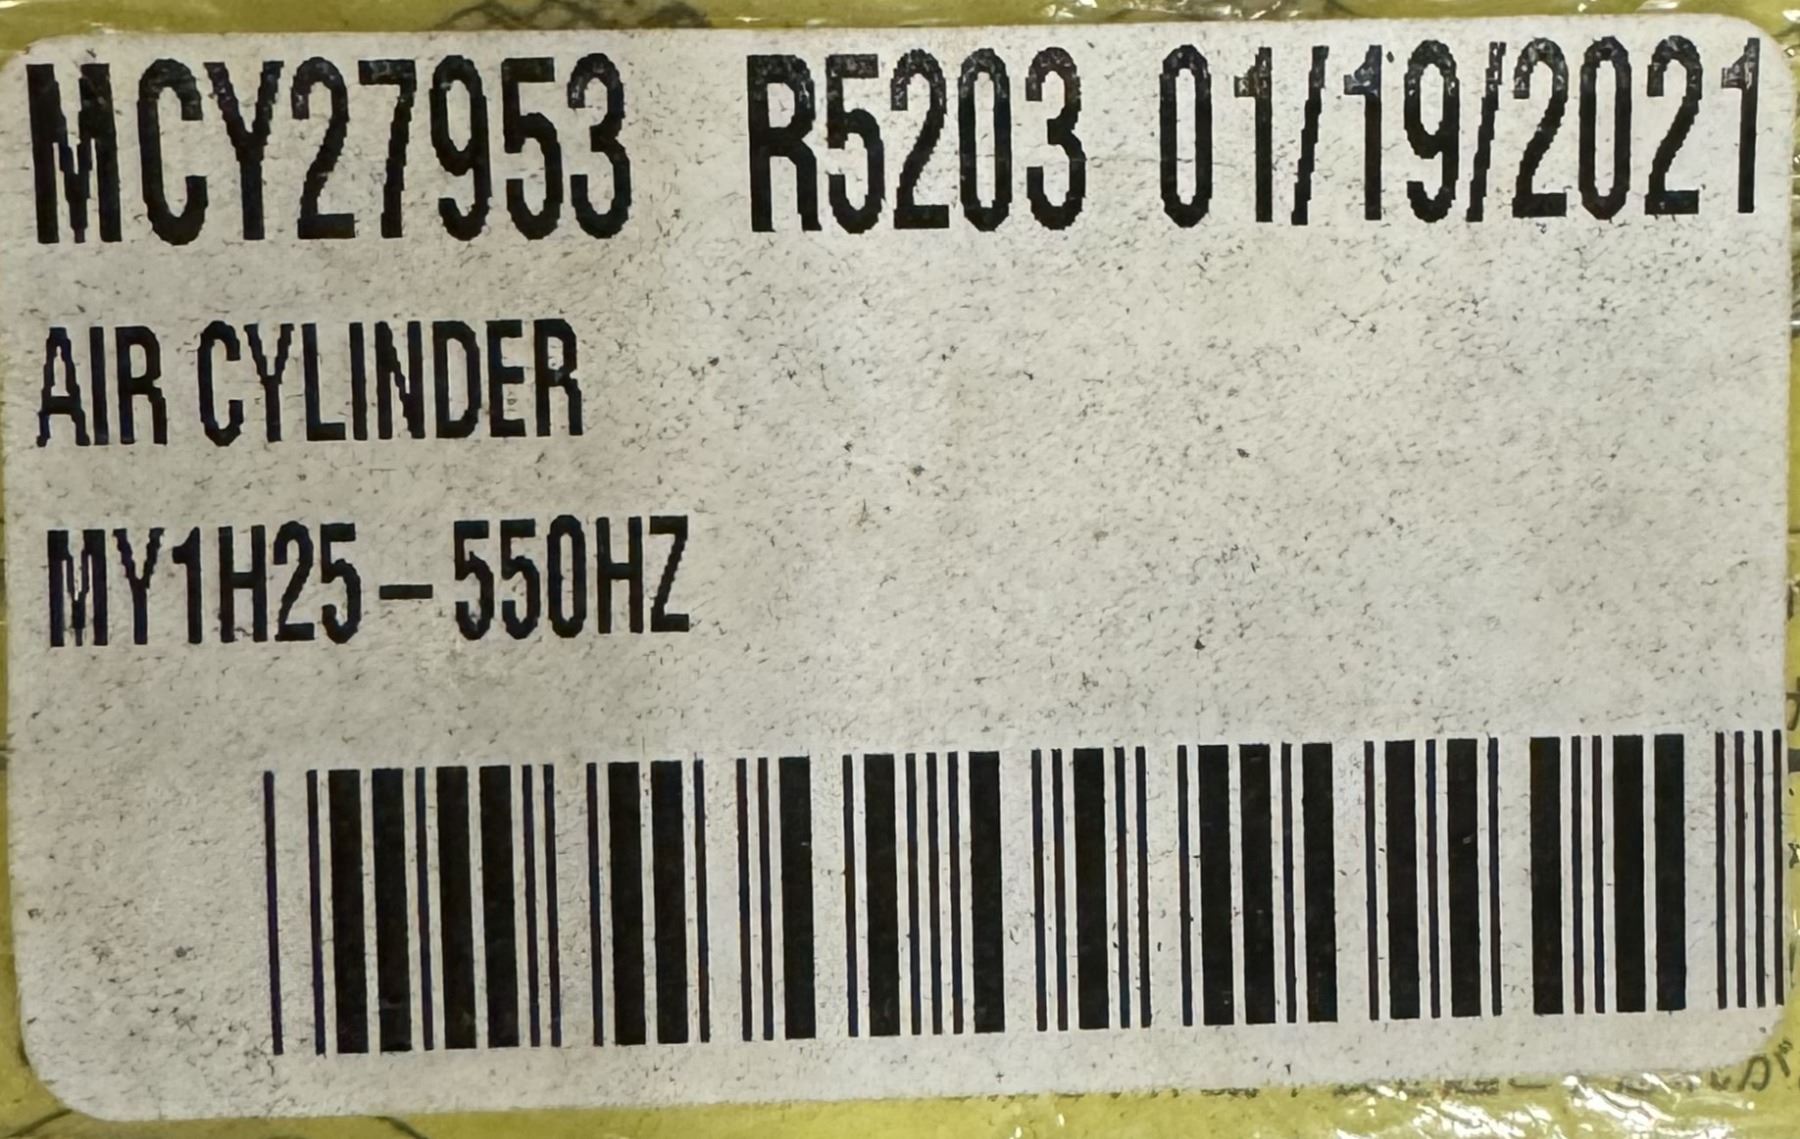 MCY27953 R5203 01/19/2021
AIR CYLINDER
MY1H25-550HZ